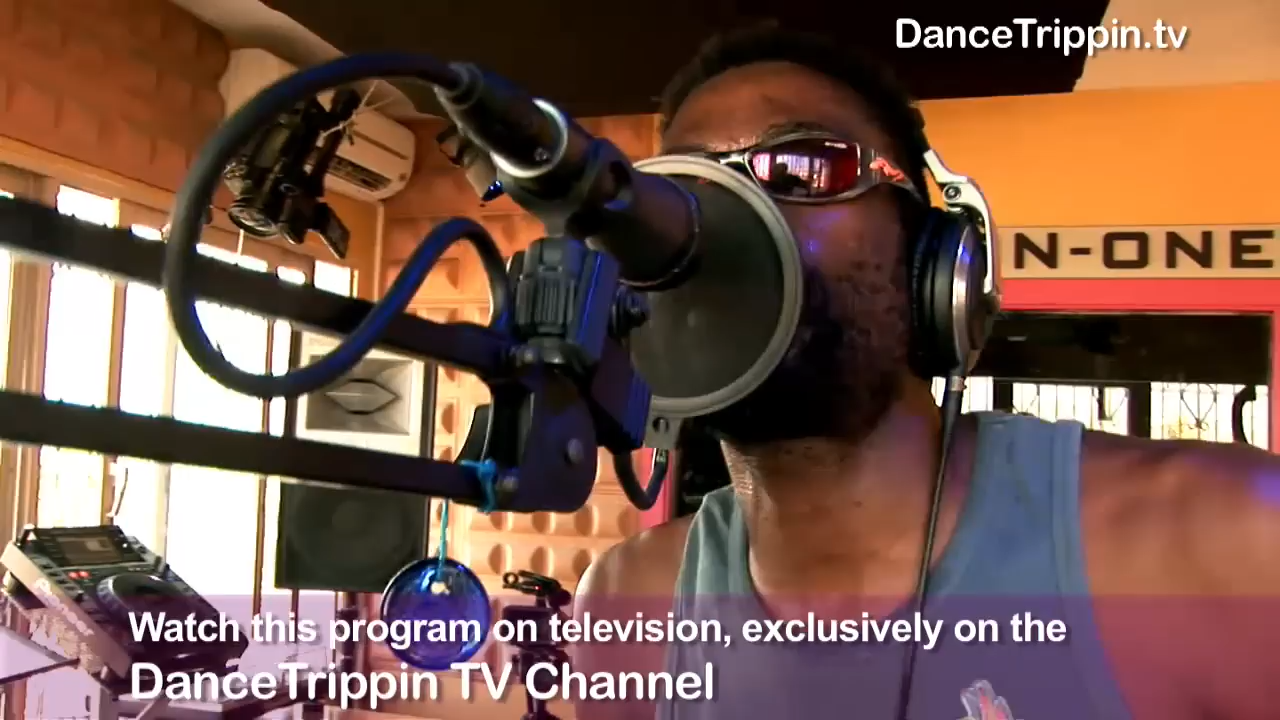 DanceTrippin.tv
N-ONE
Watch this program on television, exclusively on the
DanceTrippin TV Channel